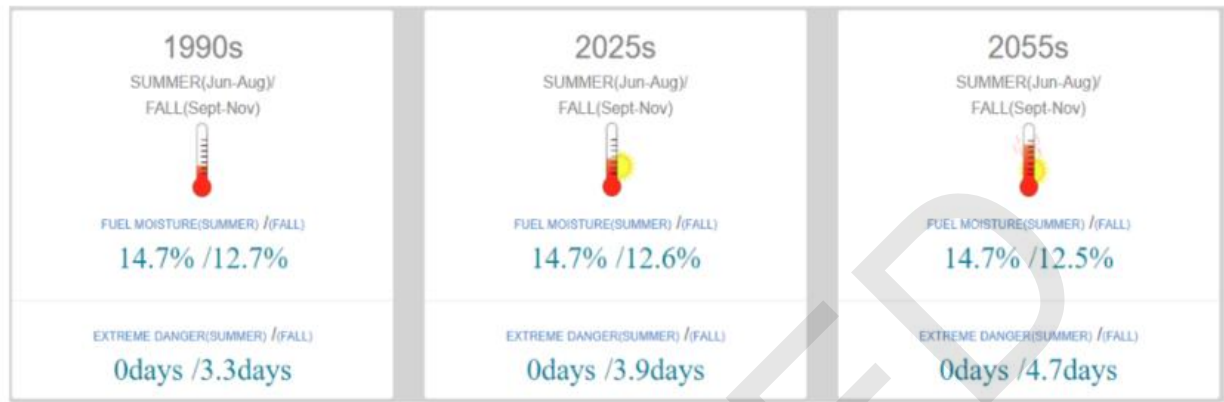 1990s
SUMMER(Jun-Aug)/
FALL(Sept-Nov)
FUEL MOISTURE(SUMMER) /(FALL)
14.7% /12.7%
EXTREME DANGER(SUMMER) /(FALL)
0days /3.3days
2025s
SUMMER(Jun-Aug)/
FALL(Sept-Nov)
FUEL MOISTURE(SUMMER) /(FALL)
14.7% /12.6%
EXTREME DANGER(SUMMER) /(FALL)
0days /3.9days
2055s
SUMMER(Jun-Aug)/
FALL(Sept-Nov)
FUEL MOISTURE(SUMMER) /(FALL)
14.7% /12.5%
EXTREME DANGER(SUMMER) /(FALL)
0days /4.7days